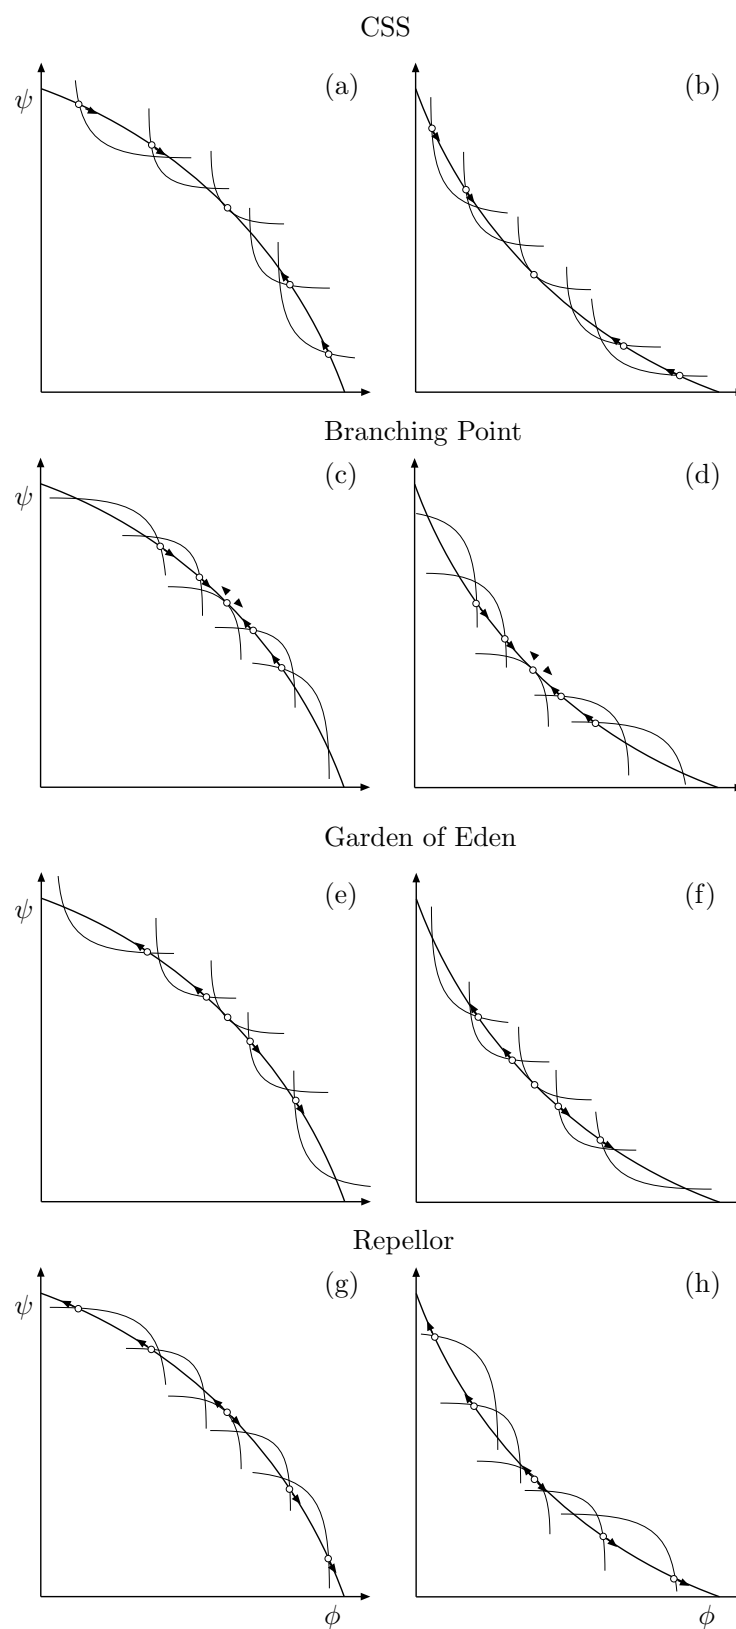 CSS
(a) (b)
ψ
Branching Point
(c) (d)
ψ
Garden of Eden
(e) (f)
ψ
Repellor
(g) (h)
ψ
ϕ ϕ